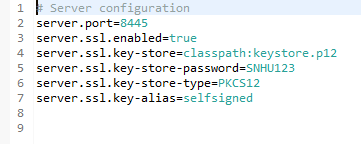 1 # Server configuration
2 server.port=8445
3 server.ssl.enabled=true
4 server.ssl.key-store=classpath:keystore.p12
5 server.ssl.key-store-password=SNHU123
6 server.ssl.key-store-type=PKCS12
7 server.ssl.key-alias=selfsigned
8
9